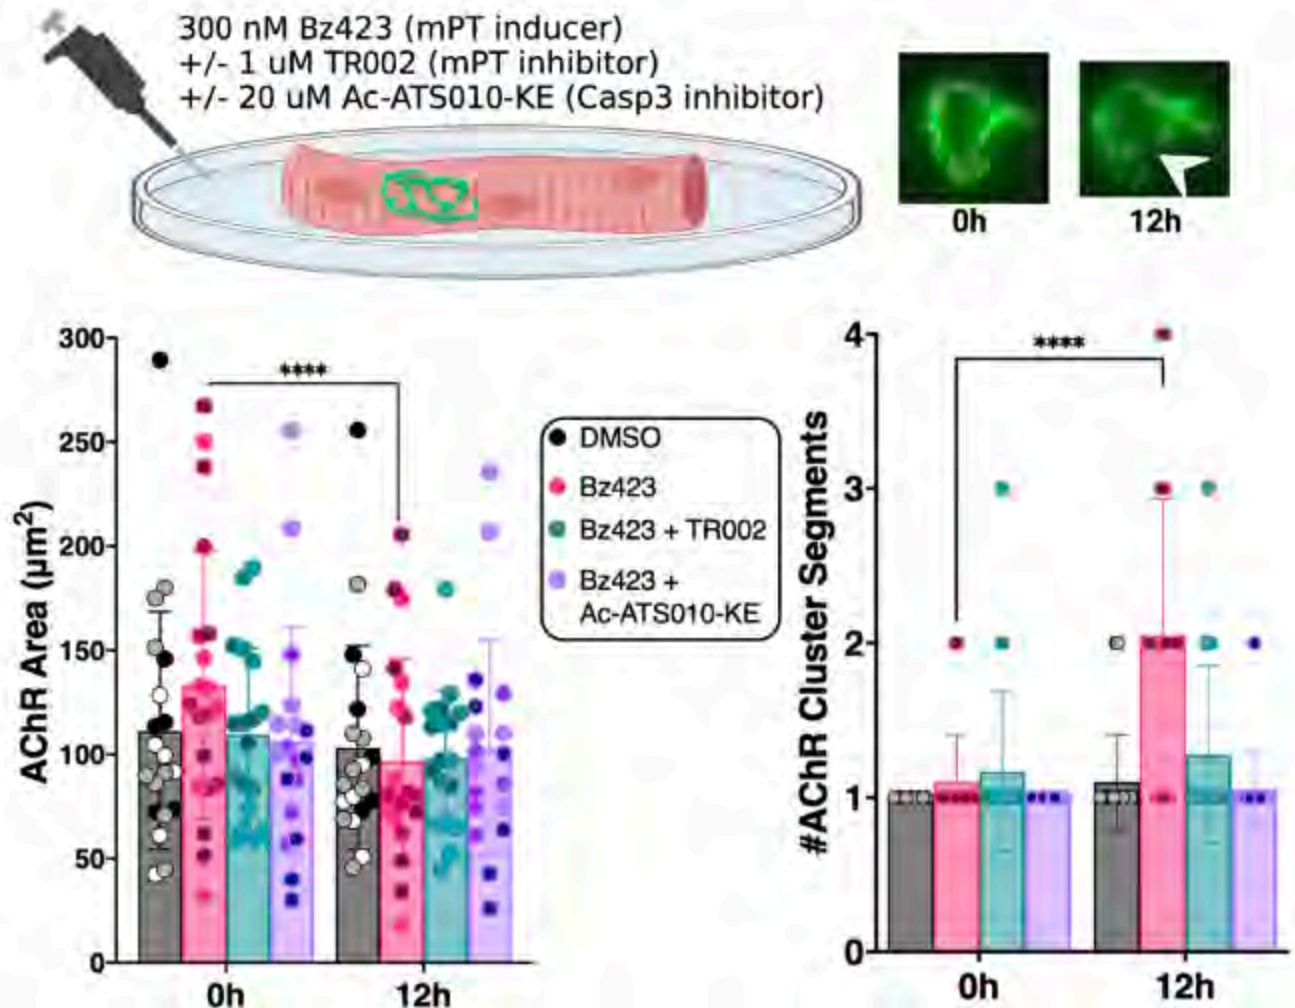 300 nM Bz423 (mPT inducer)
+/- 1 uM TR002 (mPT inhibitor)
+/- 20 uM Ac-ATS010-KE (Casp3 inhibitor)
0h
12h
AChR Area (µm²)
300
250
200
150
100
50
0
****
0h
12h
DMSO
Bz423
Bz423 + TR002
Bz423 +
Ac-ATS010-KE
#AChR Cluster Segments
4
3
2
1
0
****
0h
12h